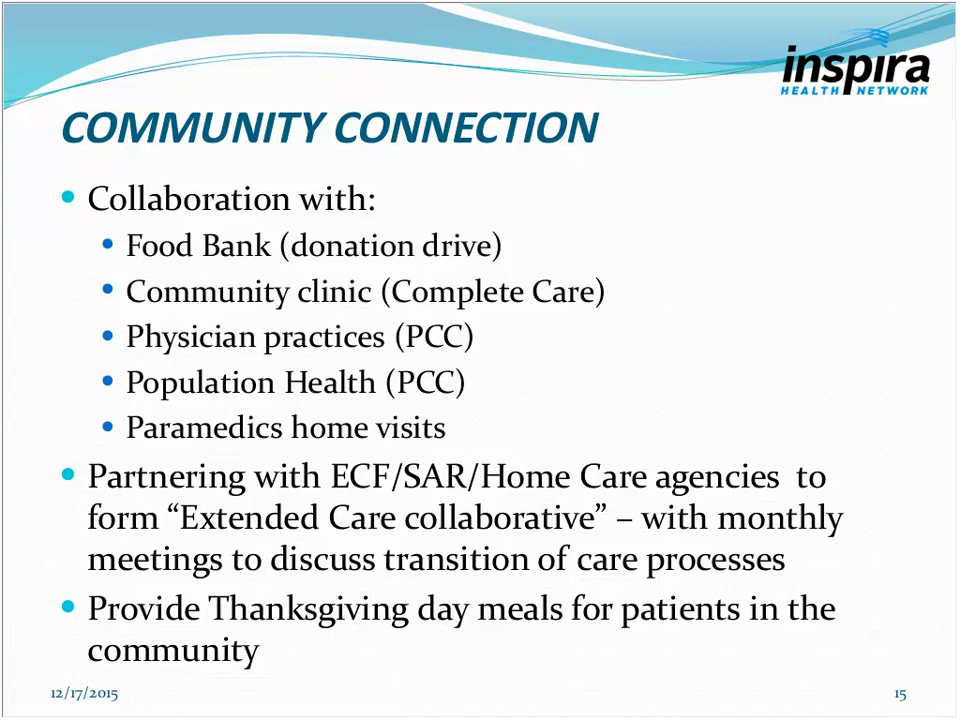 inspira
HEALTH NETWORK
COMMUNITY CONNECTION
• Collaboration with:
• Food Bank (donation drive)
• Community clinic (Complete Care)
• Physician practices (PCC)
• Population Health (PCC)
• Paramedics home visits
• Partnering with ECF/SAR/Home Care agencies  to
form “Extended Care collaborative” – with monthly
meetings to discuss transition of care processes
• Provide Thanksgiving day meals for patients in the
community
12/17/2015
15